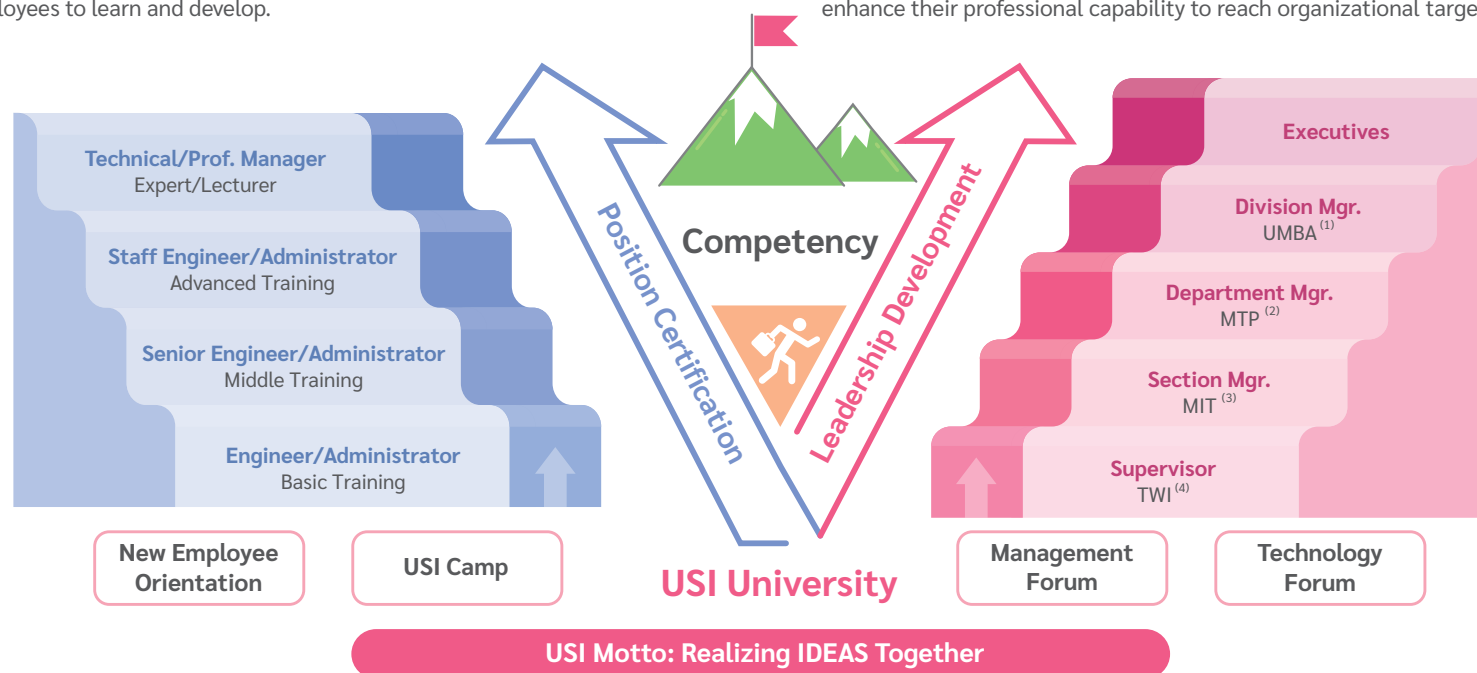 loyees to learn and develop.
enhance their professional capability to reach organizational targe
Technical/Prof. Manager
Expert/Lecturer
Staff Engineer/Administrator
Advanced Training
Senior Engineer/Administrator
Middle Training
Engineer/Administrator
Basic Training
Position Certification
Competency
Leadership Development
Executives
Division Mgr.
UMBA (1)
Department Mgr.
MTP (2)
Section Mgr.
MIT (3)
Supervisor
TWI (4)
New Employee
Orientation
USI Camp
USI University
Management
Forum
Technology
Forum
USI Motto: Realizing IDEAS Together